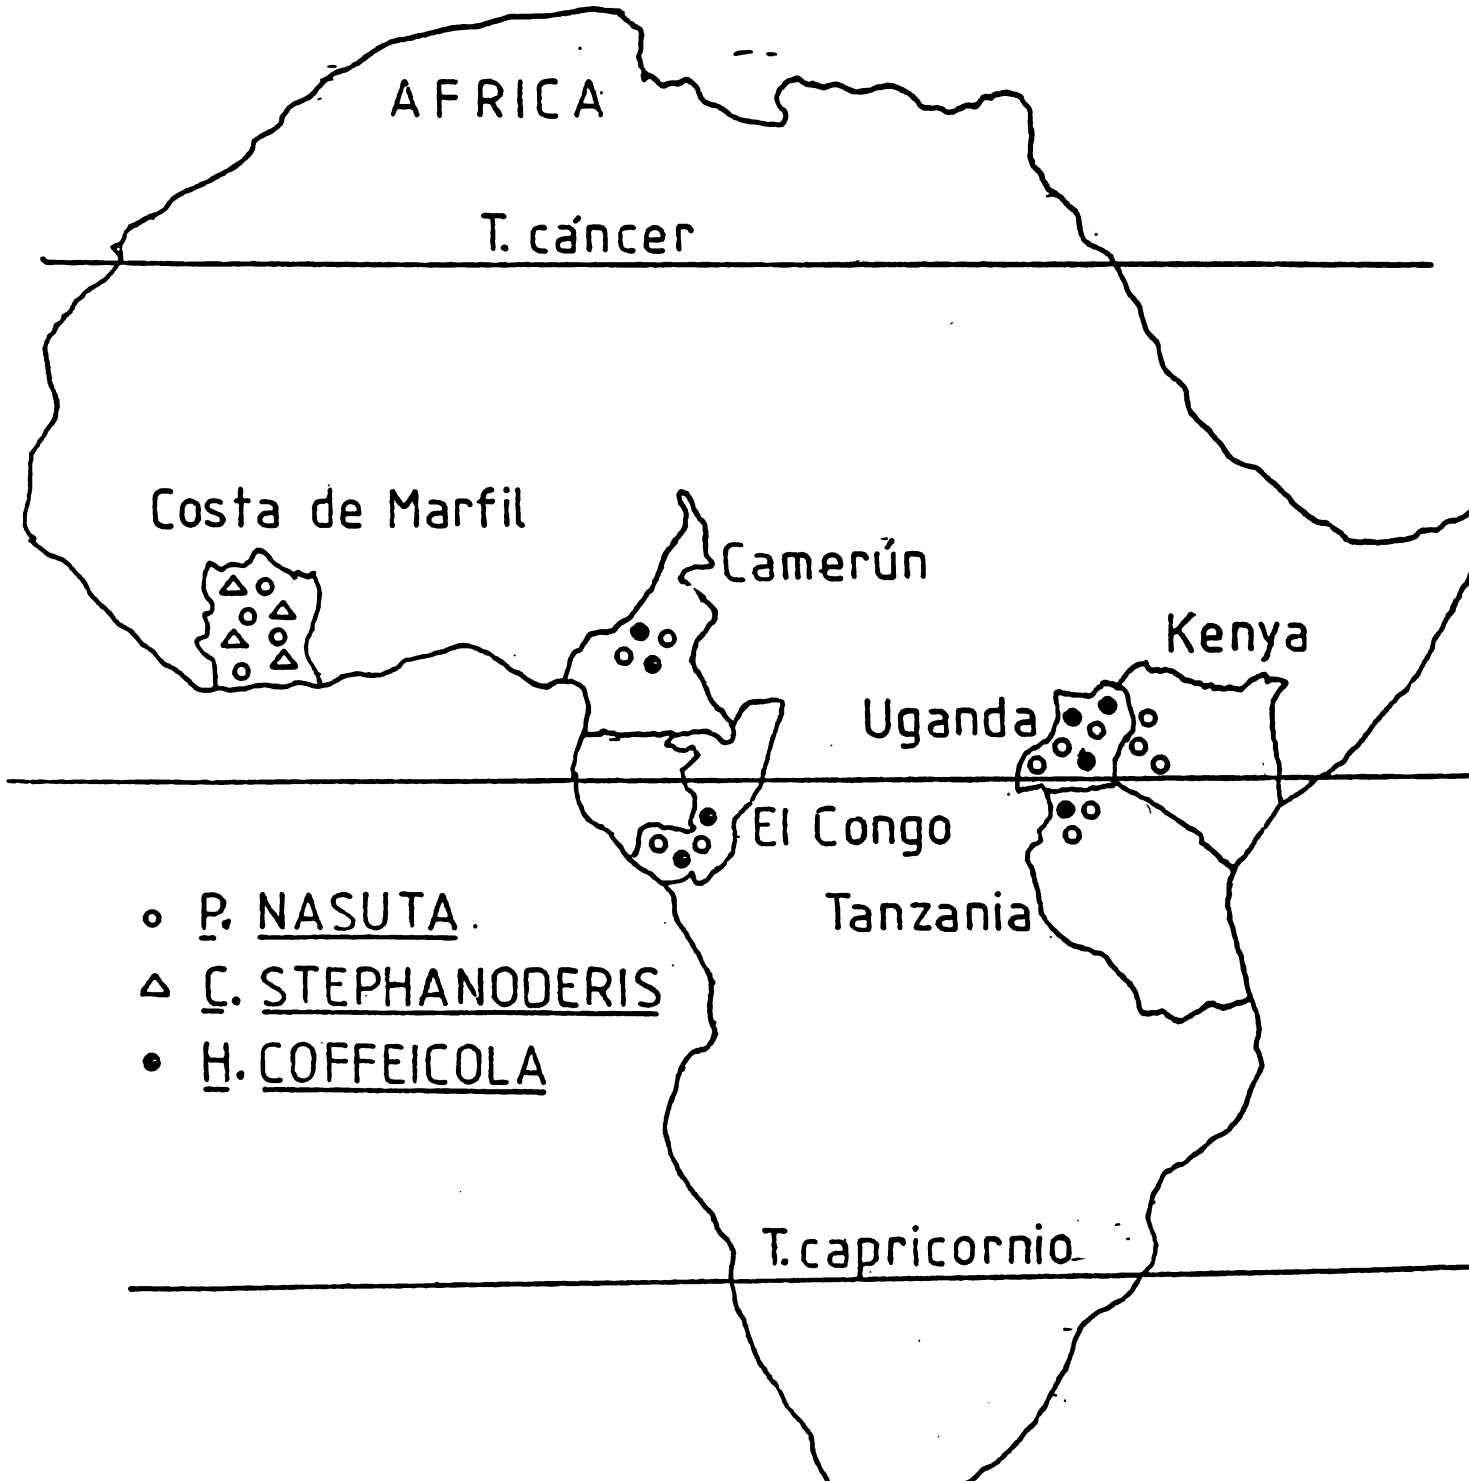 AFRICA
T. cáncer
Costa de Marfil
Camerún
Kenya
Uganda
El Congo
Tanzania
P. NASUTA.
C. STEPHANODERIS
H. COFFEICOLA
T. capricornio